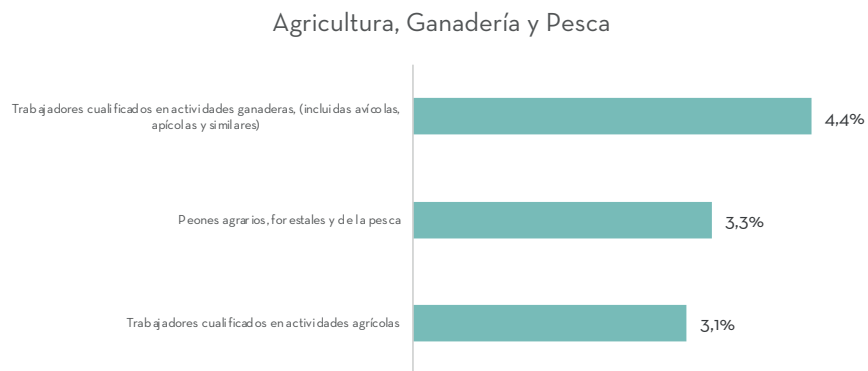 Agricultura, Ganadería y Pesca
Trabajadores cualificados en actividades ganaderas, (incluidas avícolas,
apícolas y similares)
4,4%
Peones agrarios, forestales y de la pesca
3,3%
Trabajadores cualificados en actividades agrícolas
3,1%